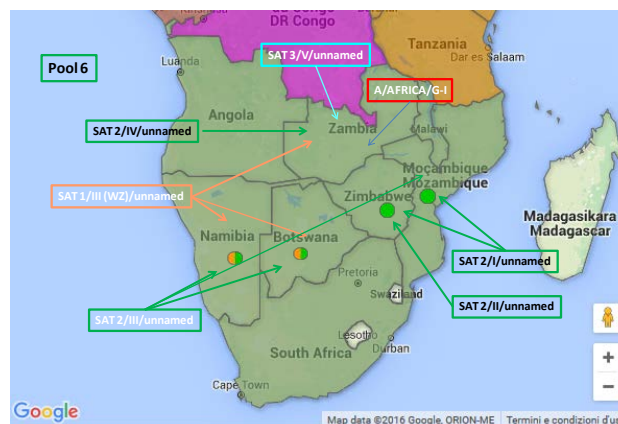 DR Congo
Tanzania
SAT 3/V/unnamed
Dar es Salaam
Pool 6
Luanda
A/AFRICA/G-I
Angola
SAT 2/IV/unnamed
Zambia
Malawi
Moçambique
Mozambique
SAT 1/III (WZ)/unnamed
Zimbabwe
Madagasikara
Madagascar
Namibia
Botswana
SAT 2/I/unnamed
Pretoria
Swaziland
SAT 2/II/unnamed
SAT 2/III/unnamed
Lesotho
South Africa
Durban
Cape Town
+
−
Google
Map data ©2016 Google, ORION-ME
Termini e condizioni d'u